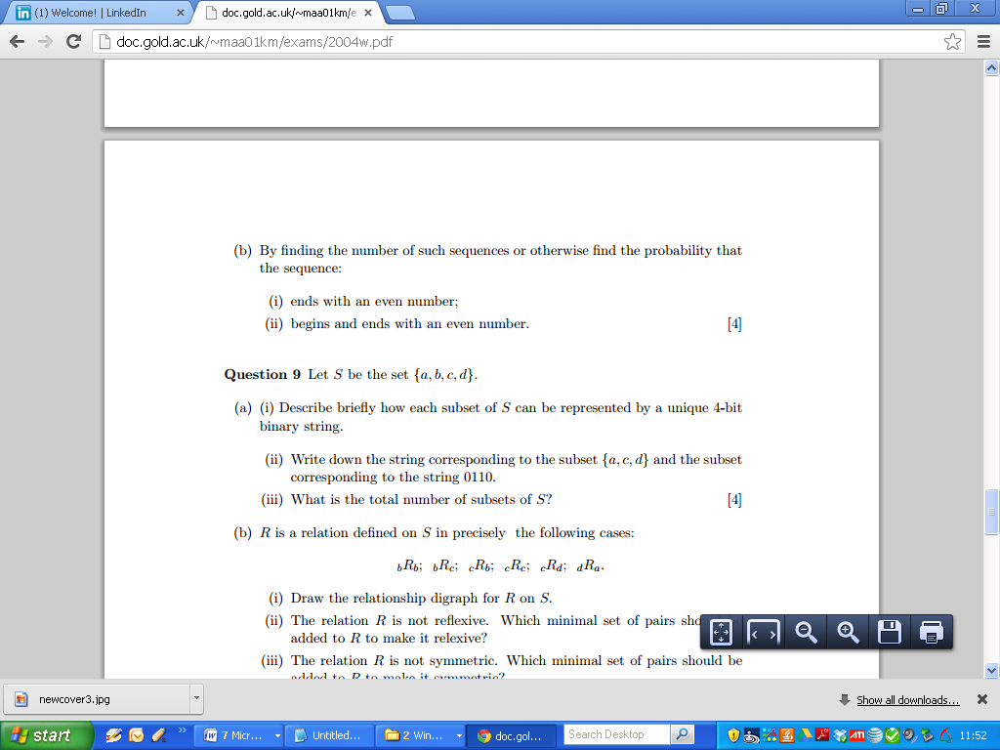 (1) Welcome! | LinkedIn
doc.gold.ac.uk/~maa01km/e
doc.gold.ac.uk/~maa01km/exams/2004w.pdf
(b) By finding the number of such sequences or otherwise find the probability that
the sequence:
(i) ends with an even number;
(ii) begins and ends with an even number. [4]
Question 9 Let S be the set {a, b, c, d}.
(a) (i) Describe briefly how each subset of S can be represented by a unique 4-bit
binary string.
(ii) Write down the string corresponding to the subset {a, c, d} and the subset
corresponding to the string 0110.
(iii) What is the total number of subsets of S? [4]
(b) R is a relation defined on S in precisely the following cases:
bRb; bRc; cRb; cRc; cRd; dRa.
(i) Draw the relationship digraph for R on S.
(ii) The relation R is not reflexive. Which minimal set of pairs sho
added to R to make it relexive?
(iii) The relation R is not symmetric. Which minimal set of pairs should be
added to R to make it symmetric?
newcover3.jpg
Show all downloads...
start
7 Micr...
Untitled...
2 Win...
doc.gol...
Search Desktop
11:52